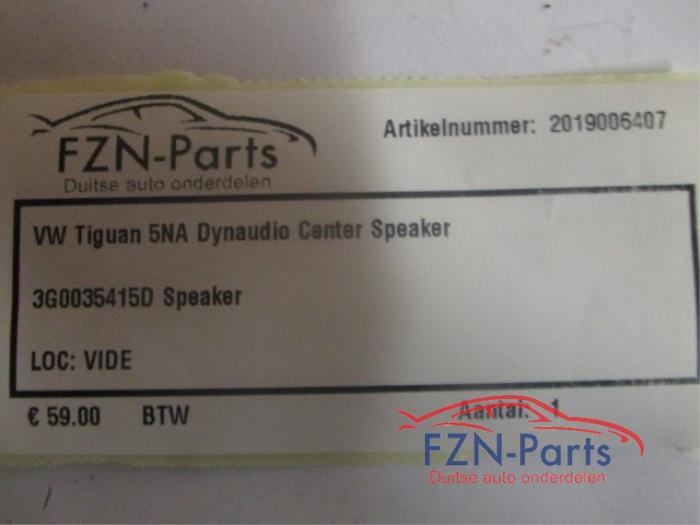 FZN-Parts
Duitse auto onderdelen
Artikelnummer: 2019006407
VW Tiguan 5NA Dynaudio Center Speaker
3G0035415D Speaker
LOC: VIDE
€ 59.00 BTW Aantal: 1
FZN-Parts
Duitse auto onderdelen